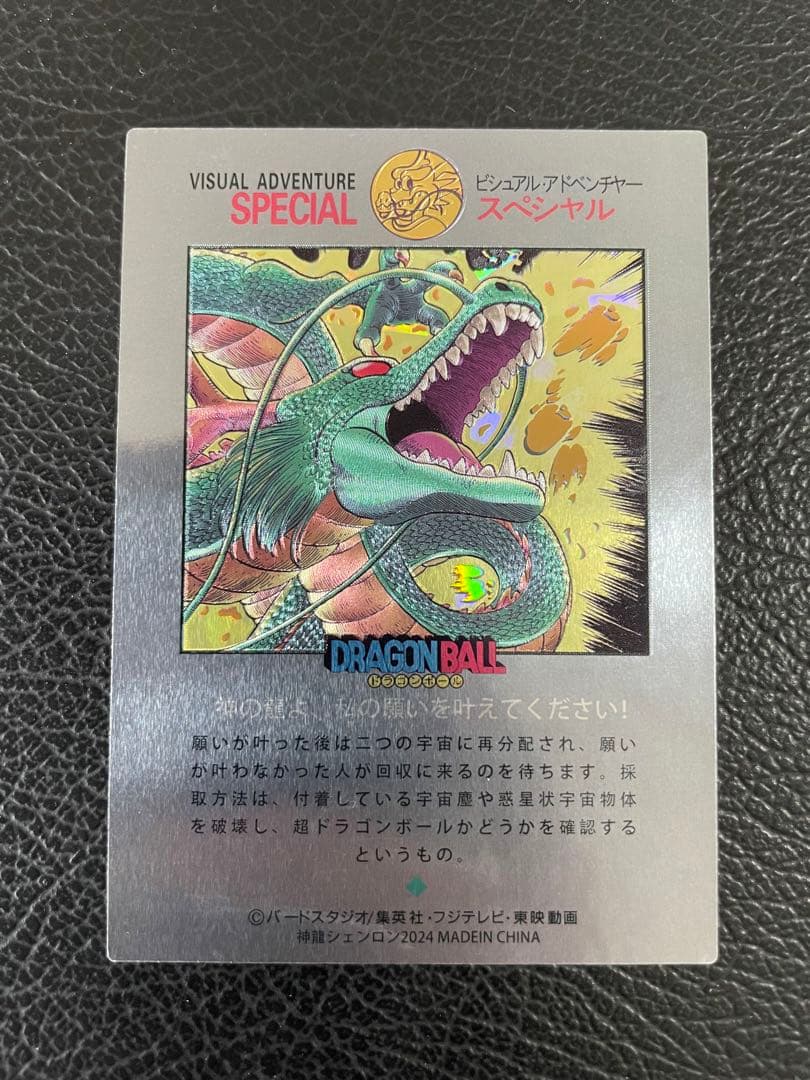 VISUAL ADVENTURE
SPECIAL
ビジュアル・アドベンチャー
スペシャル
DRAGON BALL
ドラゴンボール
神の龍よ、私の願いを叶えてください!
願いが叶った後は二つの宇宙に再分配され、願い
が叶わなかった人が回収に来るのを待ちます。採
取方法は、付着している宇宙塵や惑星状宇宙物体
を破壊し、超ドラゴンボールかどうかを確認する
というもの。
©バードスタジオ/集英社・フジテレビ・東映動画
神龍シェンロン2024 MADEIN CHINA